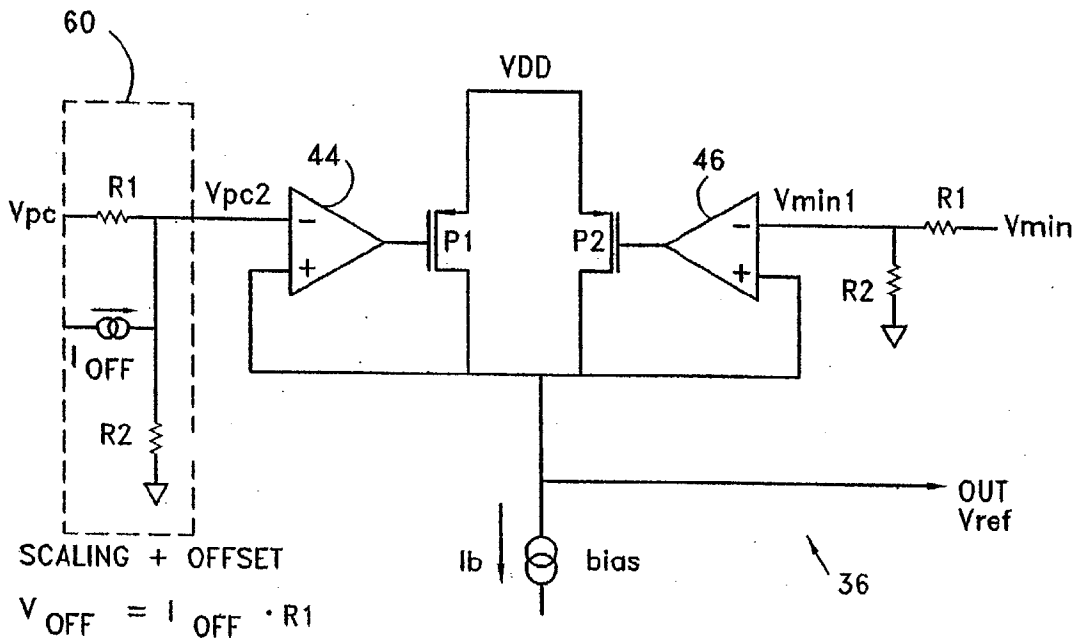 60
VDD
44
46
R1
Vpc
Vpc2
−
+
P1
P2
−
+
Vmin1
R1
Vmin
R2
I OFF
R2
OUT
Vref
Ib
bias
36
SCALING + OFFSET
V OFF = I OFF · R1